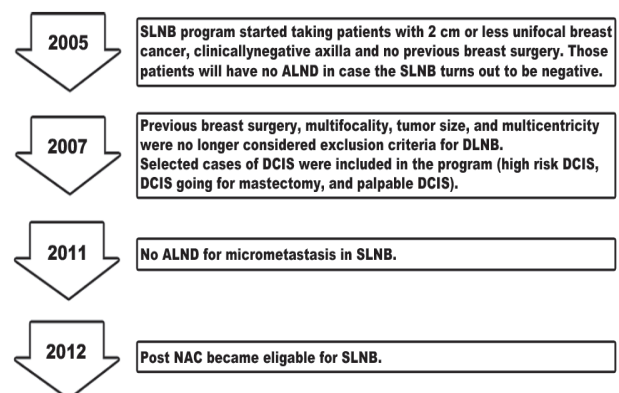 2005
SLNB program started taking patients with 2 cm or less unifocal breast
cancer, clinicallynegative axilla and no previous breast surgery. Those
patients will have no ALND in case the SLNB turns out to be negative.
2007
Previous breast surgery, multifocality, tumor size, and multicentricity
were no longer considered exclusion criteria for DLNB.
Selected cases of DCIS were included in the program (high risk DCIS,
DCIS going for mastectomy, and palpable DCIS).
2011
No ALND for micrometastasis in SLNB.
2012
Post NAC became eligable for SLNB.